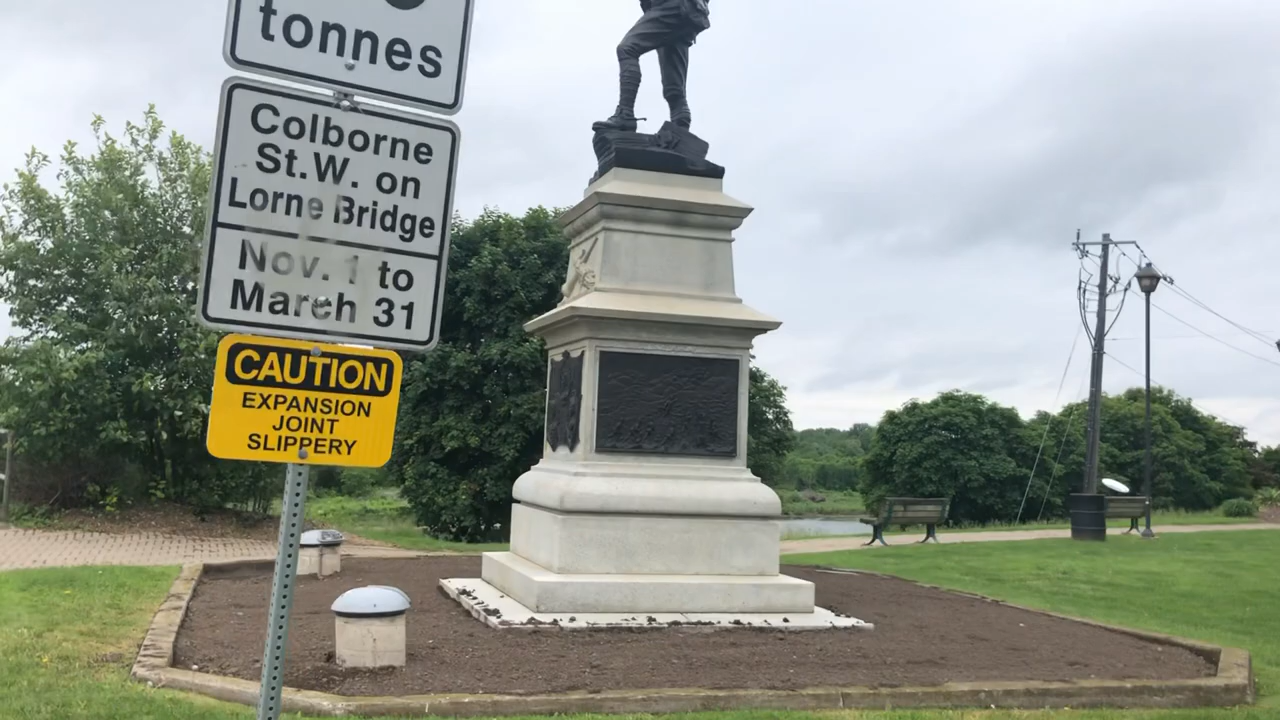 tonnes
Colborne
St.W. on
Lorne Bridge
Nov. 1 to
March 31
CAUTION
EXPANSION
JOINT
SLIPPERY